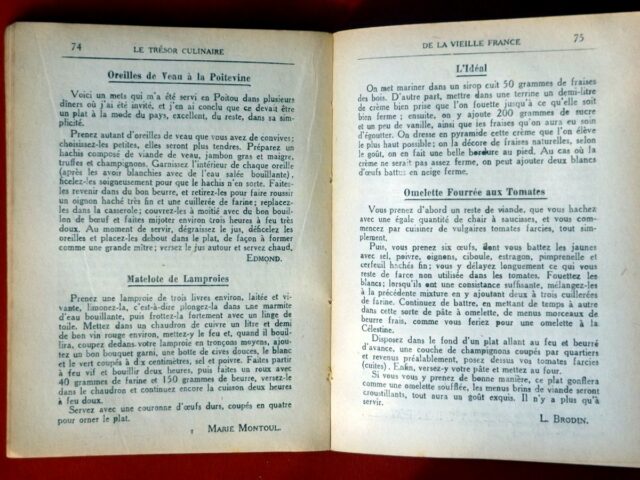 74 LE TRÉSOR CULINAIRE
Oreilles de Veau à la Poitevine
Voici un mets qui m'a été servi en Poitou dans plusieurs
dîners où j'ai été invité, et j'en ai conclu que ce devait être
un plat à la mode du pays, excellent, du reste, dans sa sim-
plicité.
Prenez autant d'oreilles de veau que vous avez de convives;
choisissez-les petites, elles seront plus tendres. Préparez un
hachis composé de viande de veau, jambon gras et maigre,
truffes et champignons. Garnissez l'intérieur de chaque oreille
(après les avoir blanchies avec de l'eau salée bouillante),
ficelez-les soigneusement pour que le hachis n'en sorte. Faites-
les revenir dans du bon beurre, et retirez-les pour faire roussir
un oignon haché très fin et une cuillerée de farine; replacez-
les dans la casserole; couvrez-les à moitié avec du bon bouil-
lon de bœuf et faites mijoter environ trois heures à feu très
doux. Au moment de servir, dégraissez le jus, déficelez les
oreilles et placez-les debout dans le plat, de façon à former
comme une grande mître; versez le jus autour et servez chaud,
EDMOND.
Matelote de Lamproies
Prenez une lamproie de trois livres environ, laitée et vi-
vante, limonez-la, c'est-à-dire plongez-la dans une marmite
d'eau bouillante, puis frottez-la fortement avec un linge de
toile. Mettez dans un chaudron de cuivre un litre et demi
de bon vin rouge environ, mettez-y le feu et, quand il bouil-
lira, coupez dedans votre lamproie en tronçons moyens, ajou-
tez un bon bouquet garni, une botte de cives douces, le blanc
et le vert coupés à dix centimètres, sel et poivre. Faites partir
à feu vif et bouillir deux heures, puis faites un roux avec
40 grammes de farine et 150 grammes de beurre, versez-le
dans le chaudron et continuez encore la cuisson deux heures
à feu doux.
Servez avec une couronne d'œufs durs, coupés en quatre
pour orner le plat.
MARIE MONTOUL.
DE LA VIEILLE FRANCE 75
L'Idéal
On met mariner dans un sirop cuit 50 grammes de fraises
des bois. D'autre part, mettre dans une terrine un demi-litre
de crème bien prise que l'on fouette jusqu'à ce qu'elle soit
bien ferme; ensuite, on y ajoute 200 grammes de sucre
et un peu de vanille, ainsi que les fraises qu'on aura eu soin
d'égoutter. On dresse en pyramide cette crème que l'on élève
le plus haut possible; on la décore de fraises naturelles, selon
le goût, on en fait une belle bordure au pied. Au cas où la
crème ne serait pas assez ferme, on peut ajouter deux blancs
d'œufs battus en neige ferme.
Omelette Fourrée aux Tomates
Vous prenez d'abord un reste de viande, que vous hachez
avec une égale quantité de chair à saucisses, et vous com-
mencez par cuisiner de vulgaires tomates farcies, tout sim-
plement.
Puis, vous prenez six œufs, dont vous battez les jaunes
avec sel, poivre, oignons, ciboule, estragon, pimprenelle et
cerfeuil hachés fin; vous y délayez longuement ce qui vous
reste de farce non utilisée dans les tomates. Fouettez les
blancs; lorsqu'ils ont une consistance suffisante, mélangez-les
à la précédente mixture en y ajoutant deux à trois cuillerées
de farine. Continuez de battre, en mettant de temps à autre
dans cette sorte de pâte à omelette, de menus morceaux de
beurre frais, comme vous feriez pour une omelette à la
Célestine.
Disposez dans le fond d'un plat allant au feu et beurré
d'avance, une couche de champignons coupés par quartiers
et revenus préalablement, posez dessus vos tomates farcies
(cuites). Enfin, versez-y votre pâte et mettez au four.
Si vous vous y prenez de bonne manière, ce plat gonflera
comme une omelette soufflée, les menus brins de viande seront
croustillants, tout aura un goût exquis. Il n'y a plus qu'à
servir.
L. BRODIN.